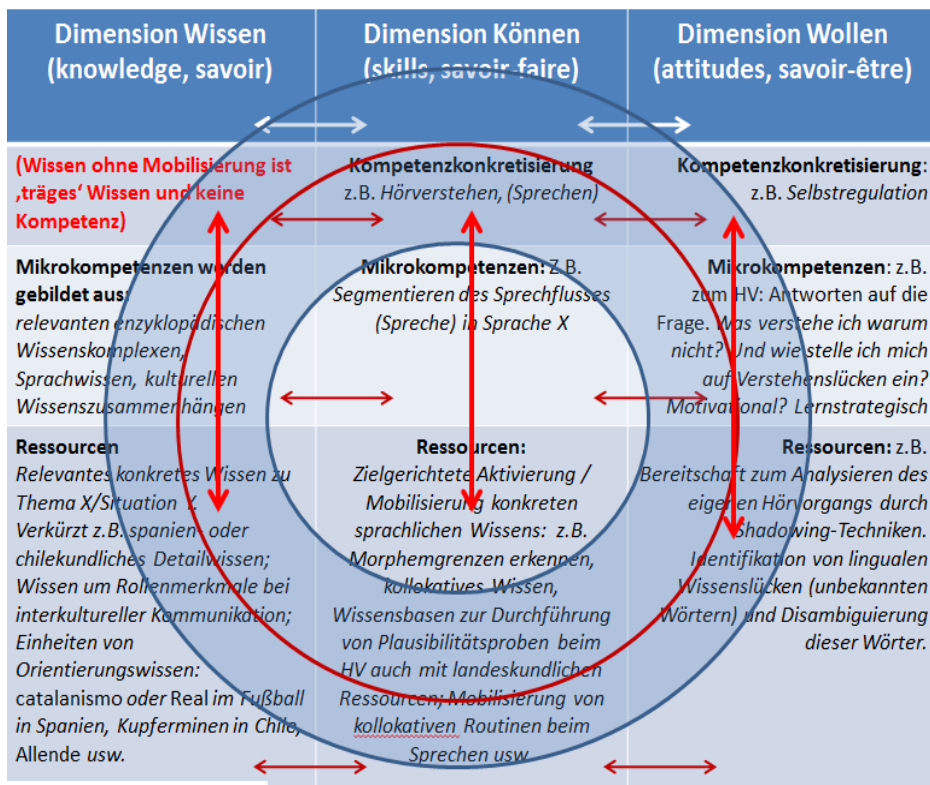 Dimension Wissen
(knowledge, savoir)
Dimension Können
(skills, savoir-faire)
Dimension Wollen
(attitudes, savoir-être)
(Wissen ohne Mobilisierung ist
‚träges‘ Wissen und keine
Kompetenz)
Kompetenzkonkretisierung
z.B. Hörverstehen, (Sprechen)
Kompetenzkonkretisierung:
z.B. Selbstregulation
Mikrokompetenzen werden
gebildet aus:
relevanten enzyklopädischen
Wissenskomplexen,
Sprachwissen, kulturellen
Wissenszusammenhängen
Mikrokompetenzen: Z.B.
Segmentieren des Sprechflusses
(Spreche) in Sprache X
Mikrokompetenzen: z.B.
zum HV: Antworten auf die
Frage. Was verstehe ich warum
nicht? Und wie stelle ich mich
auf Verstehenslücken ein?
Motivational? Lernstrategisch
Ressourcen
Relevantes konkretes Wissen zu
Thema X/Situation
Verkürzt z.B. spanien- oder
chilekundliches Detailwissen;
Wissen um Rollenmerkmale bei
interkultureller Kommunikation;
Einheiten von
Orientierungswissen:
catalanismo oder Real im Fußball
in Spanien, Kupferminen in Chile,
Allende usw.
Ressourcen:
Zielgerichtete Aktivierung /
Mobilisierung konkreten
sprachlichen Wissens: z.B.
Morphemgrenzen erkennen,
kollokatives Wissen,
Wissensbasen zur Durchführung
von Plausibilitätsproben beim
HV auch mit landeskundlichen
Ressourcen; Mobilisierung von
kollokativen Routinen beim
Sprechen usw
Ressourcen: z.B.
Bereitschaft zum Analysieren des
eigenen Hörvorgangs durch
Shadowing-Techniken.
Identifikation von lingualen
Wissenslücken (unbekannten
Wörtern) und Disambiguierung
dieser Wörter.